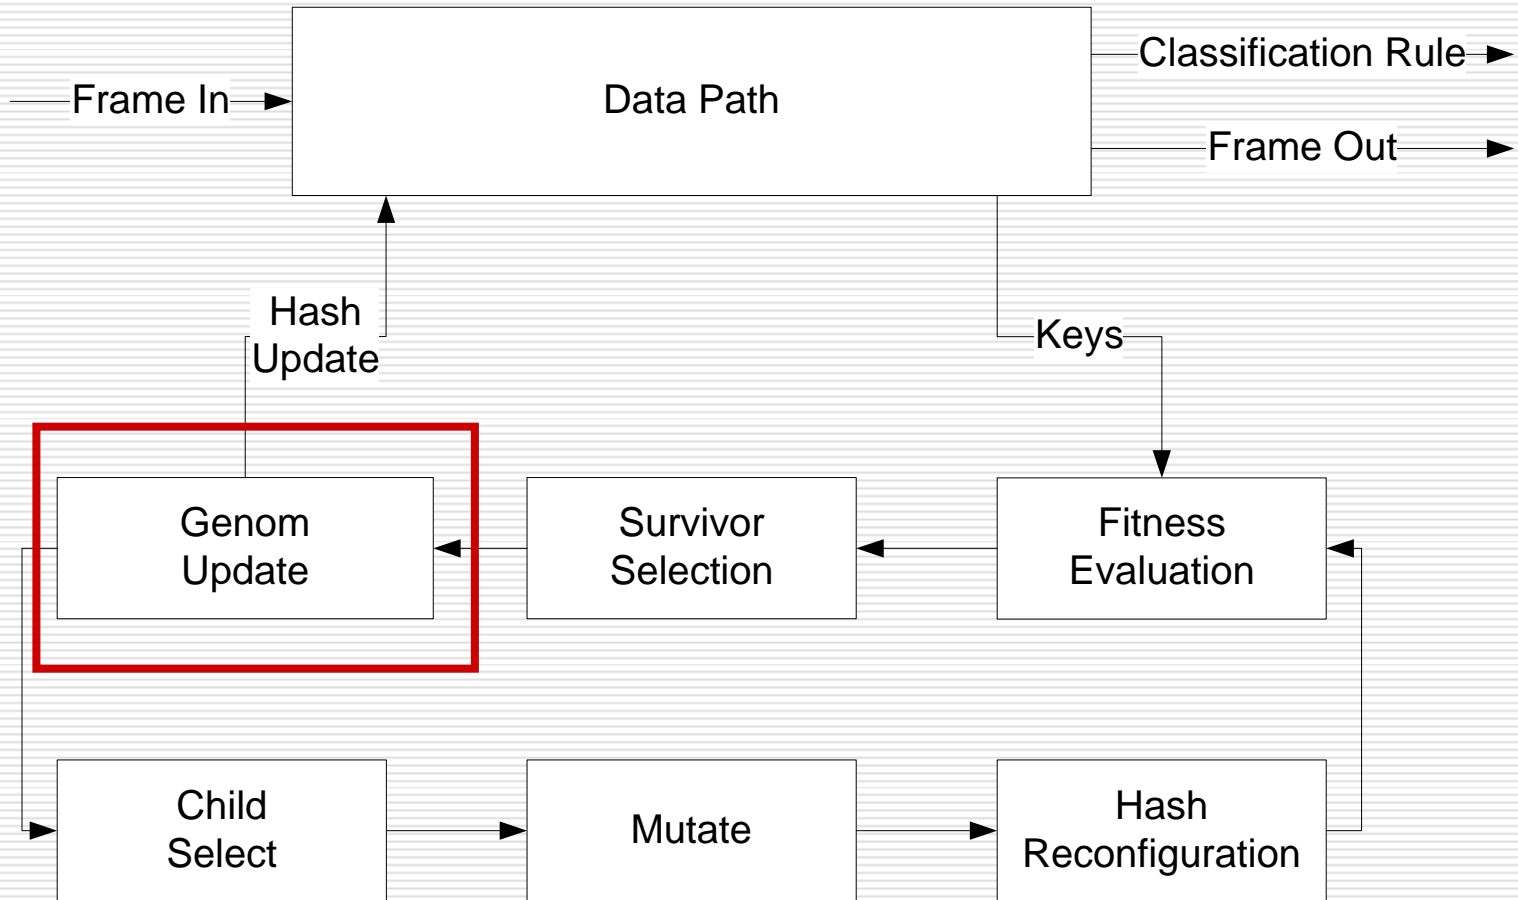 Classification Rule
Frame In
Data Path
Frame Out
Hash
Update
Keys
Genom
Update
Survivor
Selection
Fitness
Evaluation
Child
Select
Mutate
Hash
Reconfiguration